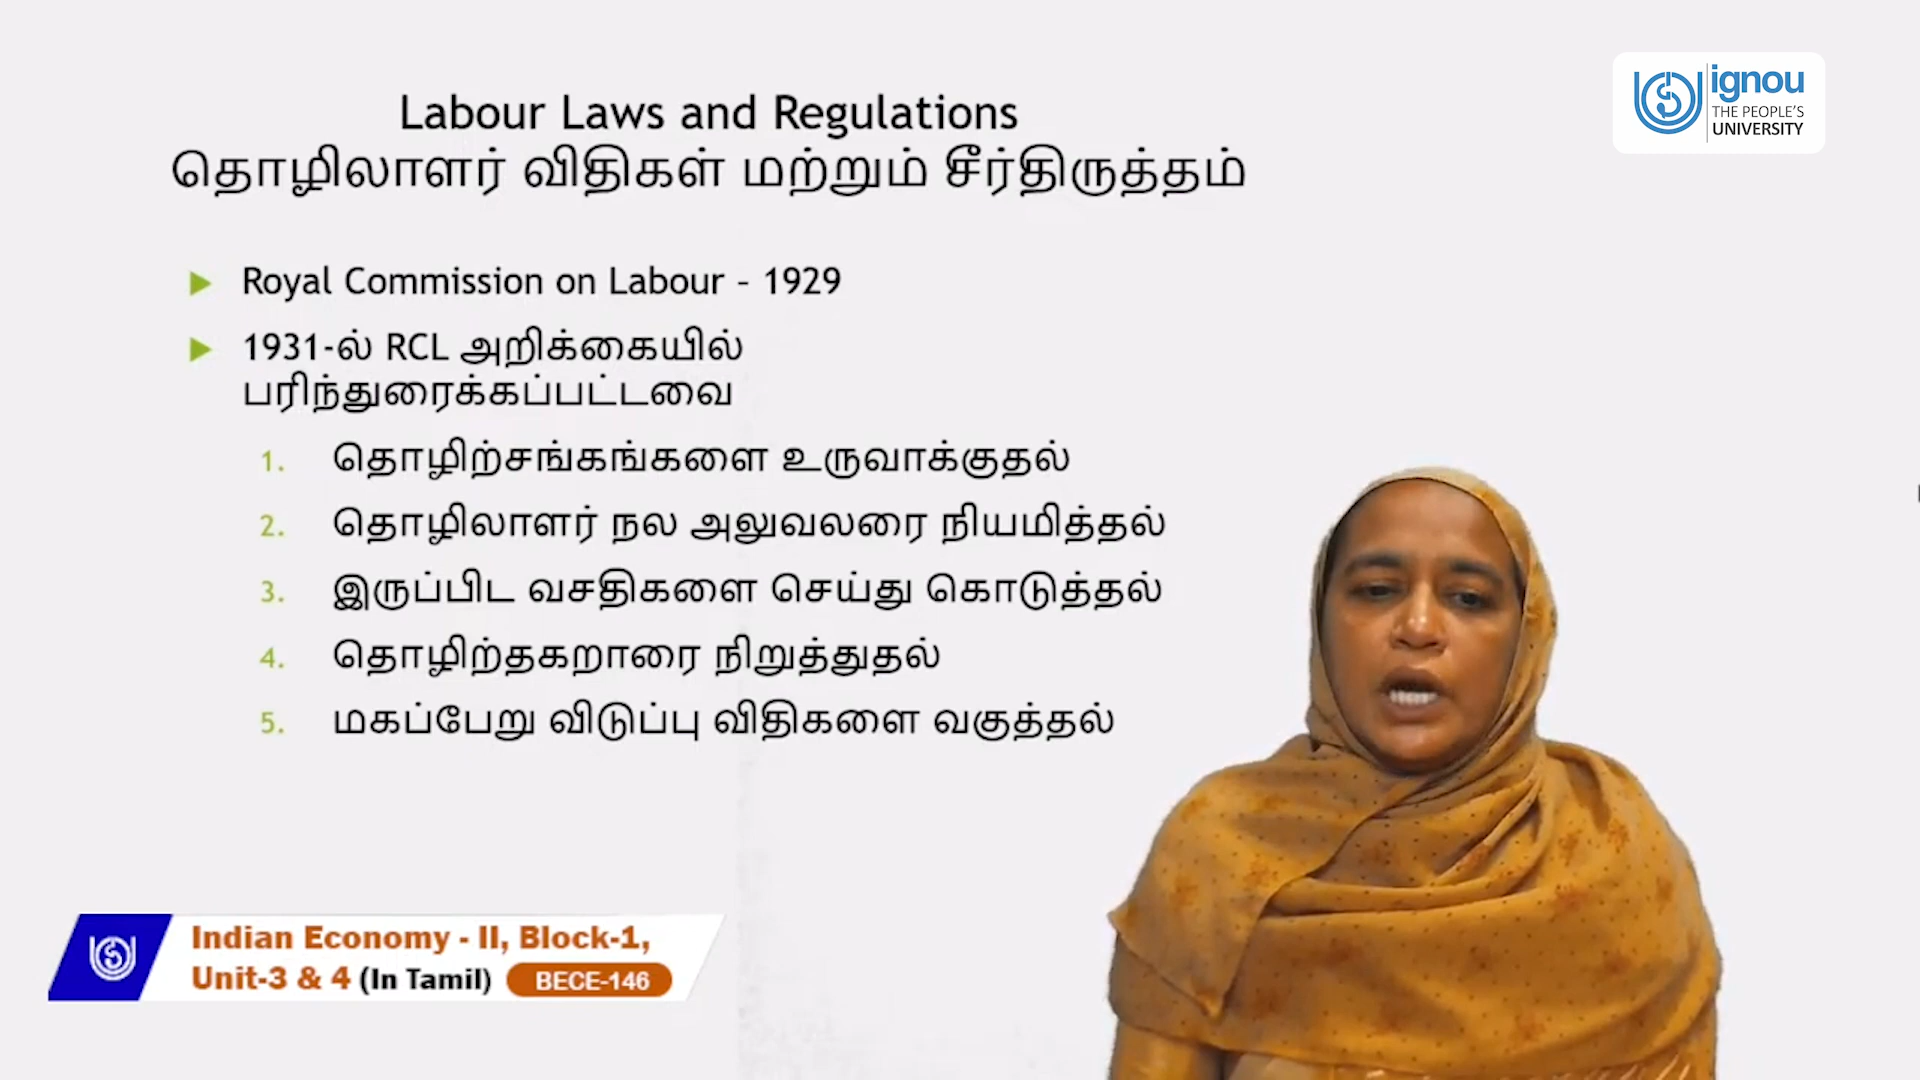 ignou
THE PEOPLE'S
UNIVERSITY
Labour Laws and Regulations
தொழிலாளர் விதிகள் மற்றும் சீர்திருத்தம்
Royal Commission on Labour – 1929
1931-ல் RCL அறிக்கையில்
பரிந்துரைக்கப்பட்டவை
1. தொழிற்சங்கங்களை உருவாக்குதல்
2. தொழிலாளர் நல அலுவலரை நியமித்தல்
3. இருப்பிட வசதிகளை செய்து கொடுத்தல்
4. தொழிற்தகறாரை நிறுத்துதல்
5. மகப்பேறு விடுப்பு விதிகளை வகுத்தல்
Indian Economy - II, Block-1,
Unit-3 & 4 (In Tamil) BECE-146